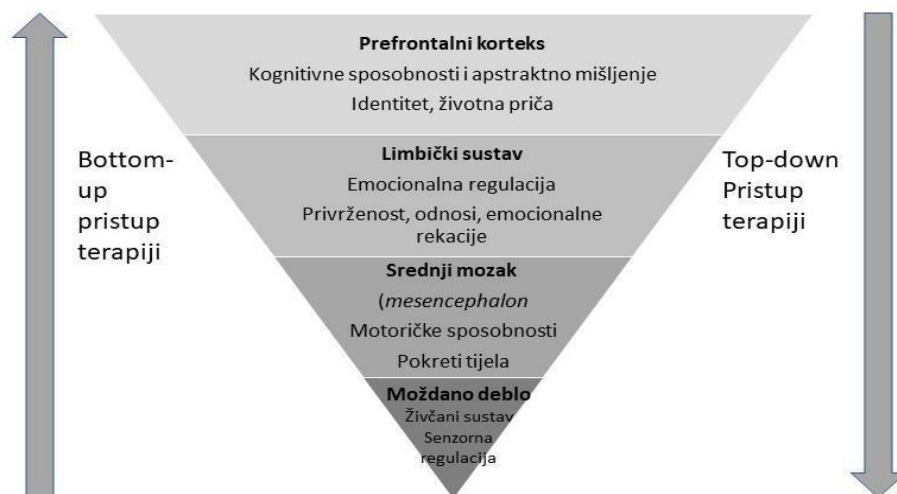 Prefrontalni korteks
Kognitivne sposobnosti i apstraktno mišljenje
Identitet, životna priča
Bottom-
up
pristup
terapiji
Limbički sustav
Emocionalna regulacija
Privrženost, odnosi, emocionalne
rekacije
Top-down
Pristup
terapiji
Srednji mozak
(mesencephalon
Motoričke sposobnosti
Pokreti tijela
Moždano deblo
Živčani sustav
Senzorna
regulacija